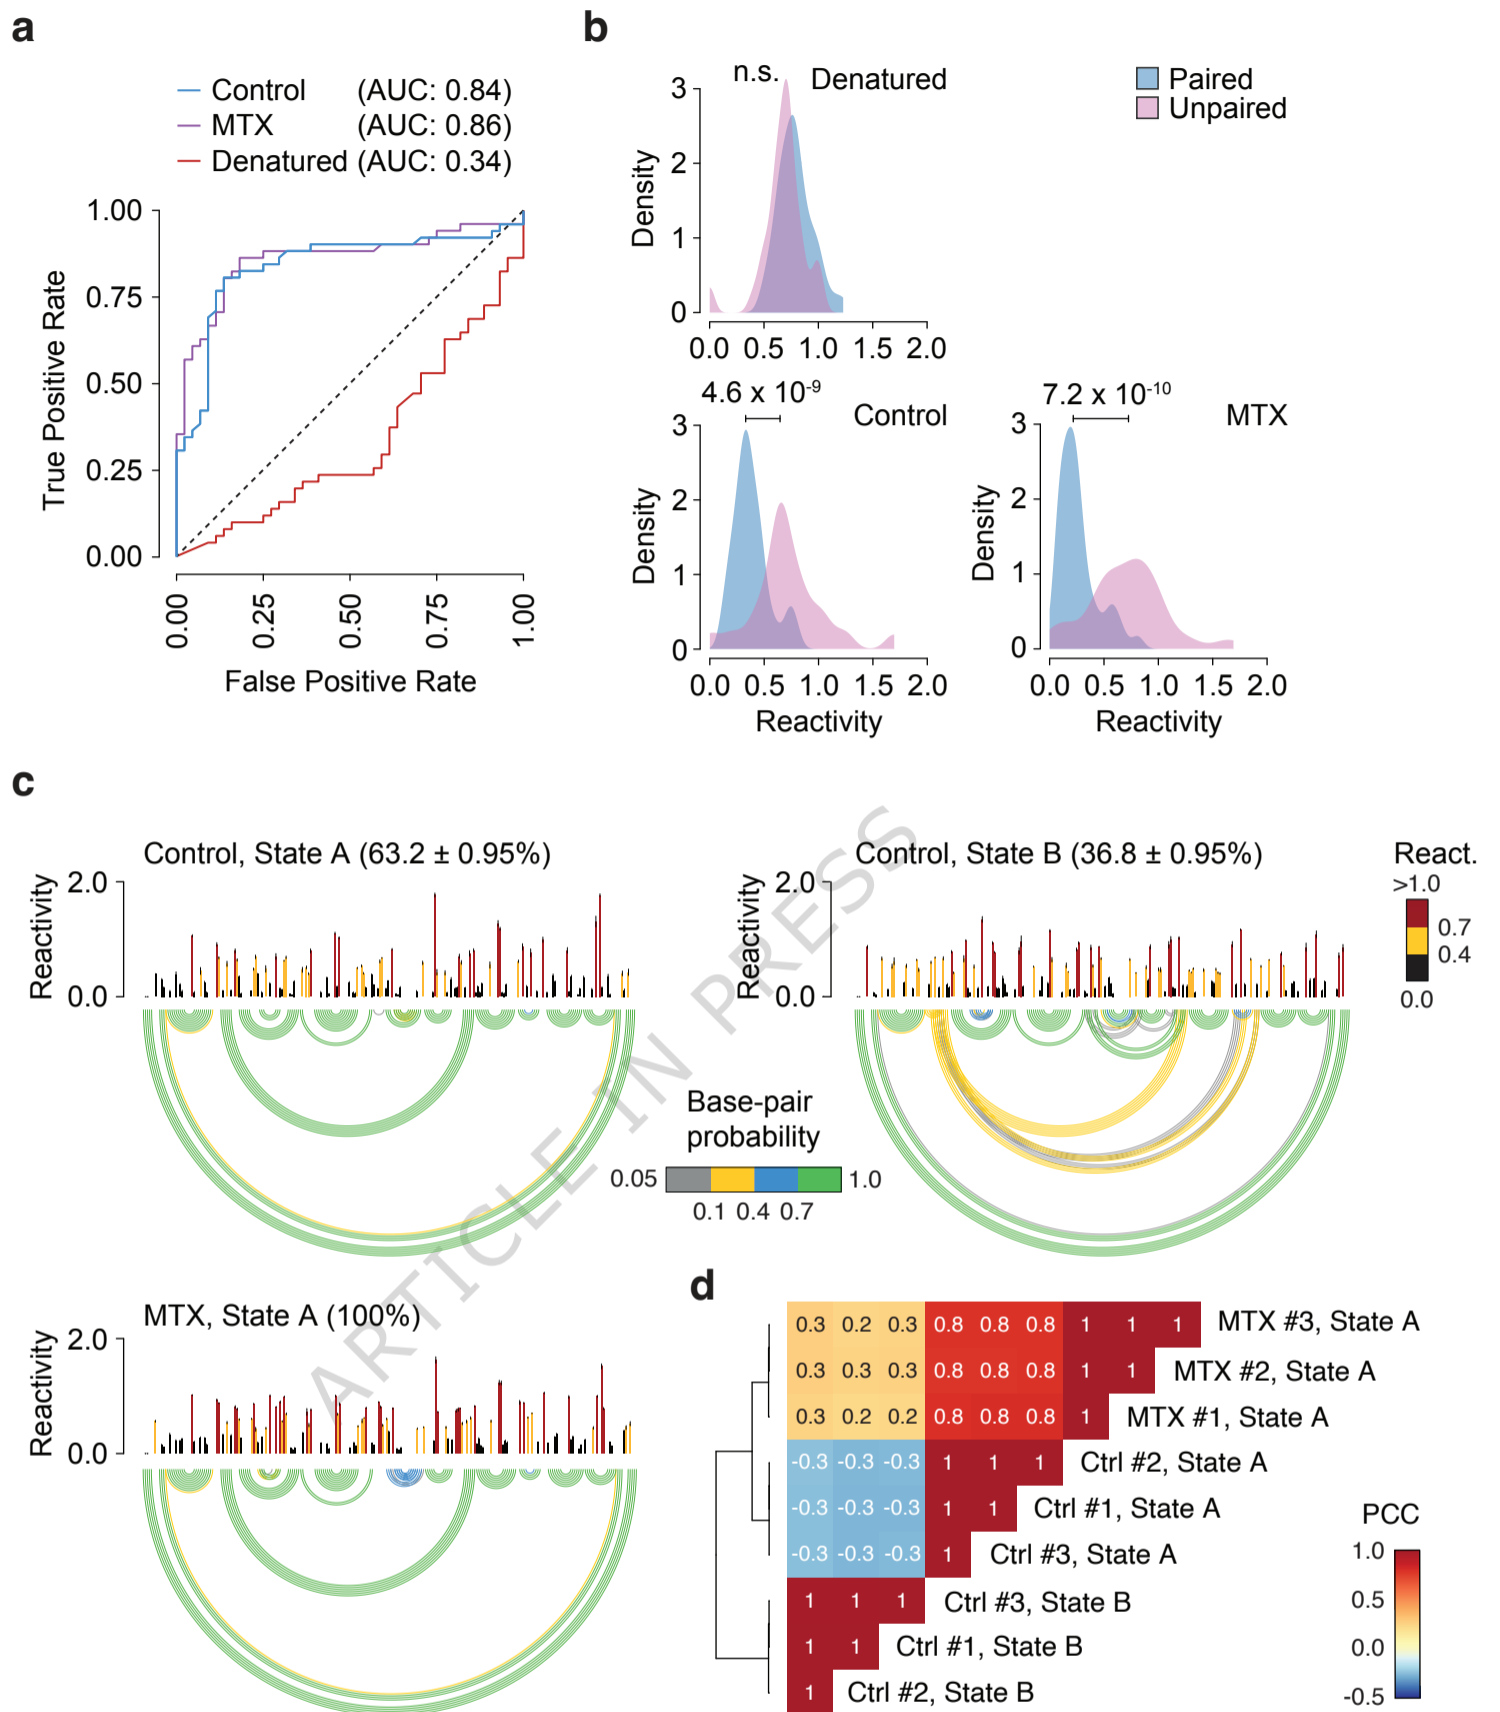 a
Control (AUC: 0.84)
MTX (AUC: 0.86)
Denatured (AUC: 0.34)
True Positive Rate
1.00
0.75
0.50
0.25
0.00
0.00 0.25 0.50 0.75 1.00
False Positive Rate
b
Paired
Unpaired
n.s. Denatured
Density
3
2
1
0
0.0 0.5 1.0 1.5 2.0
4.6 x 10-9
Control
Density
3
2
1
0
0.0 0.5 1.0 1.5 2.0
Reactivity
7.2 x 10-10
MTX
Density
3
2
1
0
0.0 0.5 1.0 1.5 2.0
Reactivity
c
Control, State A (63.2 ± 0.95%)
Reactivity
2.0
0.0
Control, State B (36.8 ± 0.95%)
Reactivity
2.0
0.0
React.
>1.0
0.7
0.4
0.0
Base-pair
probability
0.05 1.0
0.1 0.4 0.7
MTX, State A (100%)
Reactivity
2.0
0.0
ARTICLE IN PRESS
d
0.3 0.2 0.3 0.8 0.8 0.8 1 1 1 MTX #3, State A
0.3 0.3 0.3 0.8 0.8 0.8 1 1 MTX #2, State A
0.3 0.2 0.2 0.8 0.8 0.8 1 MTX #1, State A
-0.3 -0.3 -0.3 1 1 1 Ctrl #2, State A
-0.3 -0.3 -0.3 1 1 Ctrl #1, State A
-0.3 -0.3 -0.3 1 Ctrl #3, State A
1 1 1 Ctrl #3, State B
1 1 Ctrl #1, State B
1 Ctrl #2, State B
PCC
1.0
0.5
0.0
-0.5